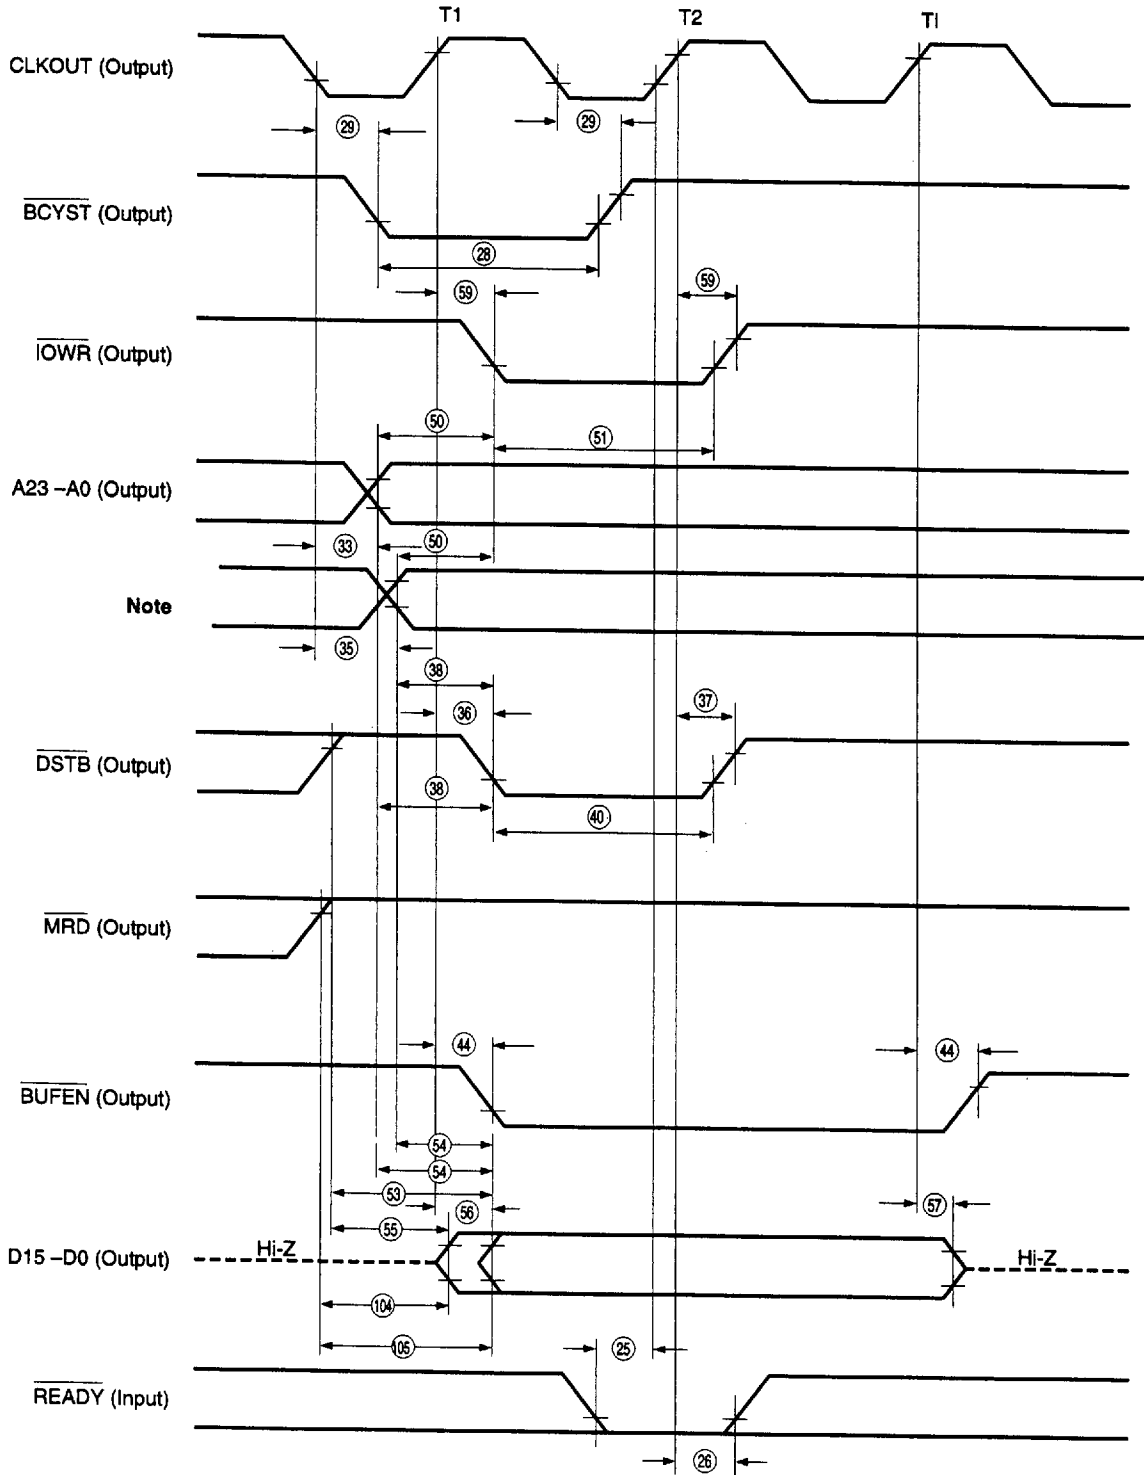 T1 T2 TI
CLKOUT (Output)
29 29
BCYST (Output)
28
59 59
IOWR (Output)
50 51
A23 –A0 (Output)
33 50
Note
35
38
36 37
DSTB (Output)
38
40
MRD (Output)
44 44
BUFEN (Output)
54
54
53
56 57
55
D15 –D0 (Output) Hi-Z Hi-Z
104
105 25
READY (Input)
26